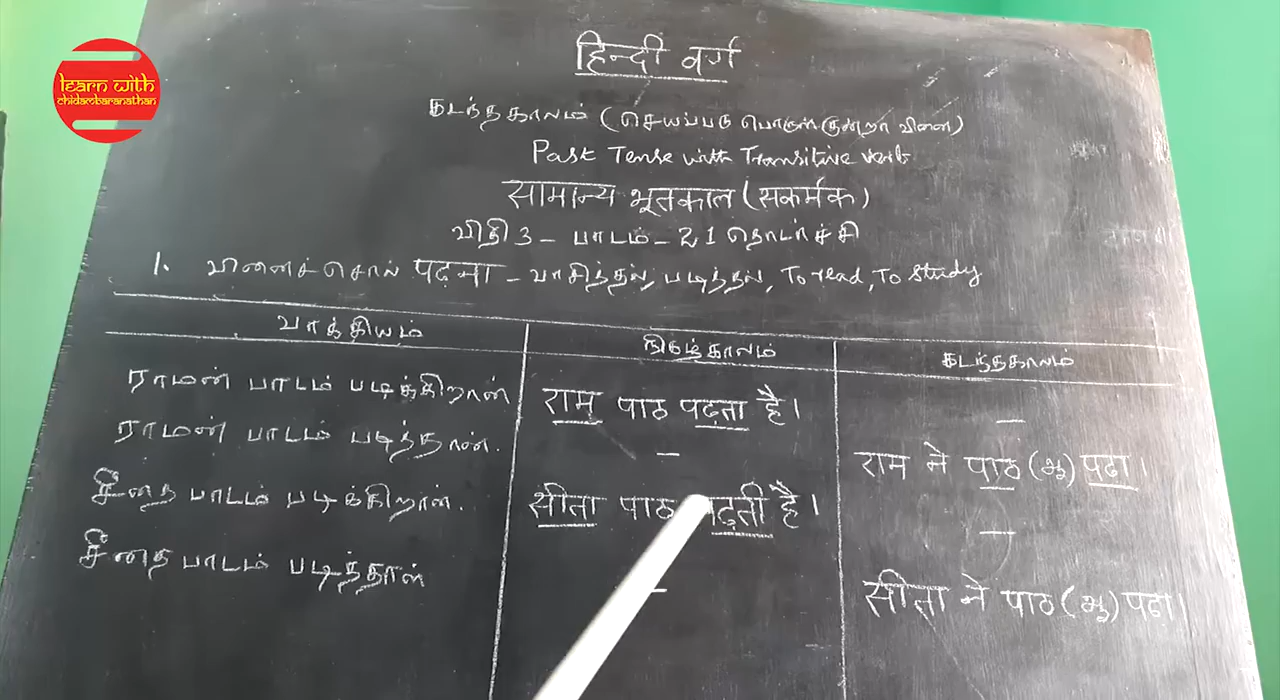 learn with
chidambaranathan
हिन्दी वर्ग
கடந்தகாலம் (செயப்படு பொருள்குன்றா வினை)
Past Tense with Transitive verb
सामान्य भूतकाल (सकर्मक)
விதி 3 - பாடம் - 2,1 தொடர்ச்சி
1. வினைச்சொல் पढ़ना - வாசித்தல், படித்தல், To read, To study
வாக்கியம் நிகழ்காலம் கடந்தகாலம்
ராமன் பாடம் படிக்கிறான் राम पाठ पढ़ता है। -
ராமன் பாடம் படித்தான். - राम ने पाठ (पु) पढा।
சீதை பாடம் படிக்கிறாள். सीता पाठ पढ़ती है। -
சீதை பாடம் படித்தாள் - सीता ने पाठ (पु) पढा।